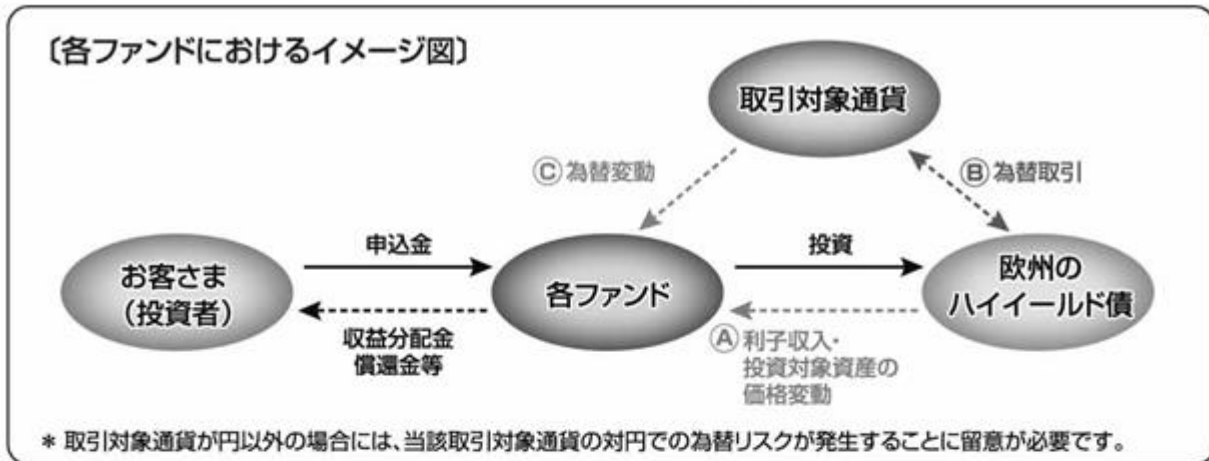 〔各ファンドにおけるイメージ図〕
取引対象通貨
Ⓒ為替変動
Ⓑ為替取引
お客さま
（投資者）
申込金
収益分配金
償還金等
各ファンド
投資
Ⓐ利子収入・
投資対象資産の
価格変動
欧州の
ハイイールド債
＊ 取引対象通貨が円以外の場合には、当該取引対象通貨の対円での為替リスクが発生することに留意が必要です。